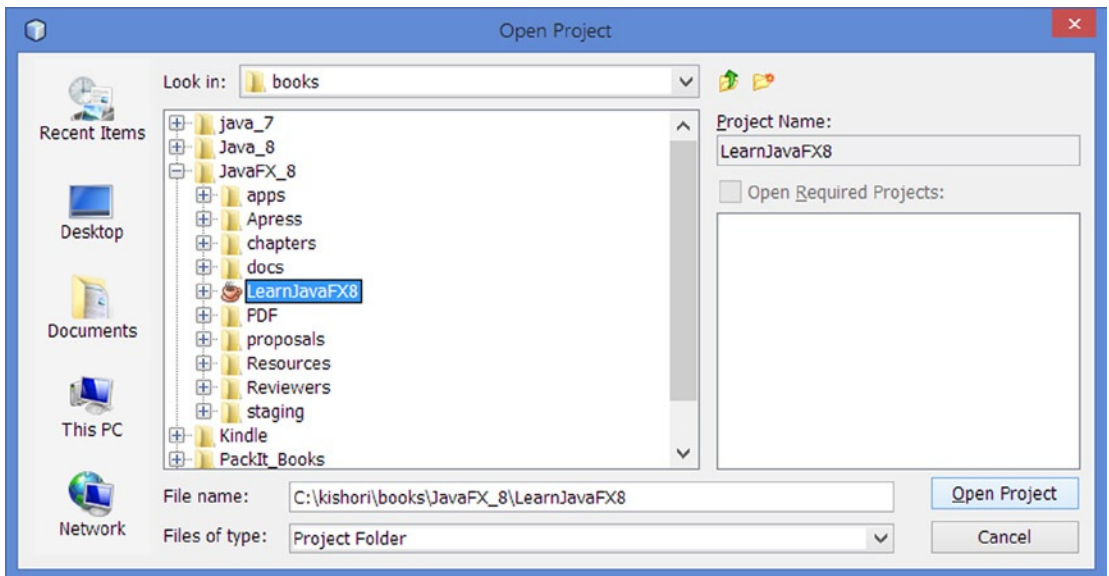 Open Project
Look in: books
Recent Items
Desktop
Documents
This PC
Network
java_7
Java_8
JavaFX_8
apps
Apress
chapters
docs
LearnJavaFX8
PDF
proposals
Resources
Reviewers
staging
Kindle
PackIt_Books
Project Name:
LearnJavaFX8
Open Required Projects:
File name: C:\kishori\books\JavaFX_8\LearnJavaFX8
Open Project
Files of type: Project Folder
Cancel